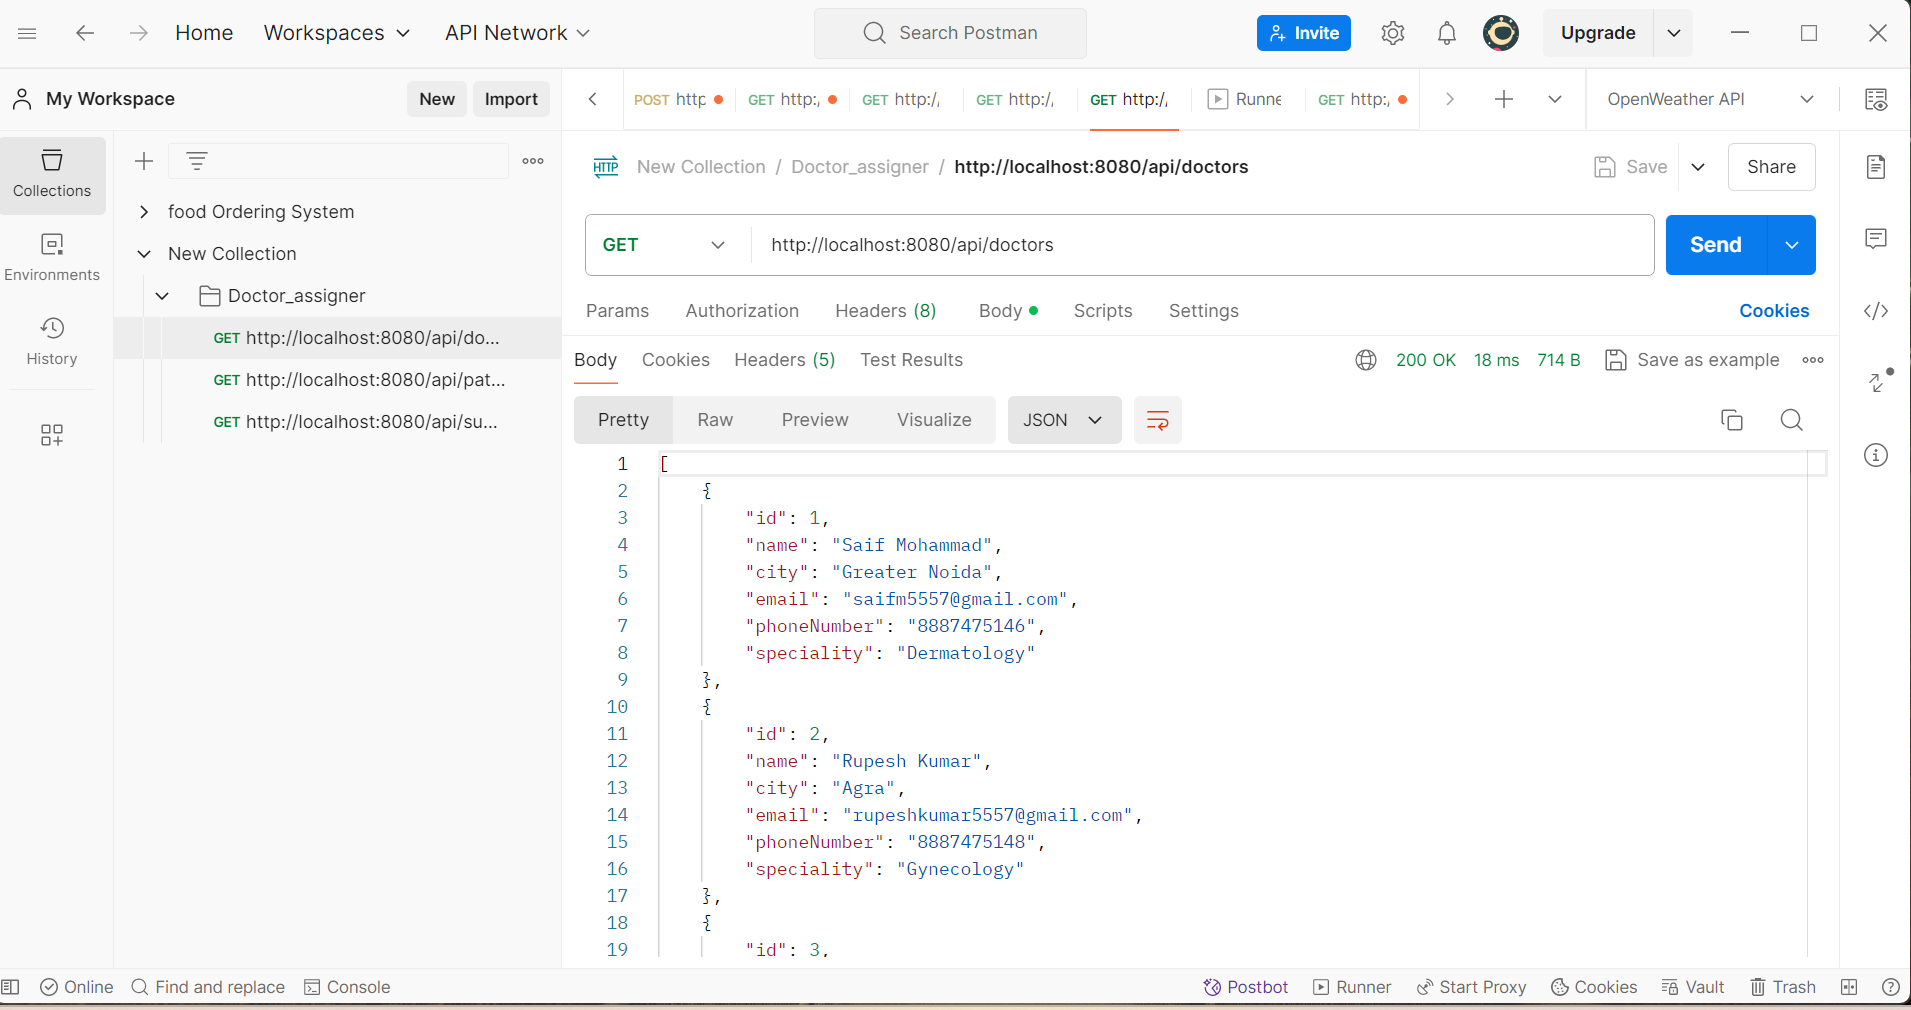 Home Workspaces API Network Search Postman Invite Upgrade
My Workspace New Import POST http GET http:/ GET http:/ GET http:/ GET http:/ Runne GET http:/ OpenWeather API
Collections
Environments
History
food Ordering System
New Collection
Doctor_assigner
GET http://localhost:8080/api/do...
GET http://localhost:8080/api/pat...
GET http://localhost:8080/api/su...
HTTP New Collection / Doctor_assigner / http://localhost:8080/api/doctors Save Share
GET http://localhost:8080/api/doctors Send
Params Authorization Headers (8) Body Scripts Settings Cookies
Body Cookies Headers (5) Test Results 200 OK 18 ms 714 B Save as example
Pretty Raw Preview Visualize JSON
1 [
2 {
3 "id": 1,
4 "name": "Saif Mohammad",
5 "city": "Greater Noida",
6 "email": "saifm5557@gmail.com",
7 "phoneNumber": "8887475146",
8 "speciality": "Dermatology"
9 },
10 {
11 "id": 2,
12 "name": "Rupesh Kumar",
13 "city": "Agra",
14 "email": "rupeshkumar5557@gmail.com",
15 "phoneNumber": "8887475148",
16 "speciality": "Gynecology"
17 },
18 {
19 "id": 3,
Online Find and replace Console Postbot Runner Start Proxy Cookies Vault Trash